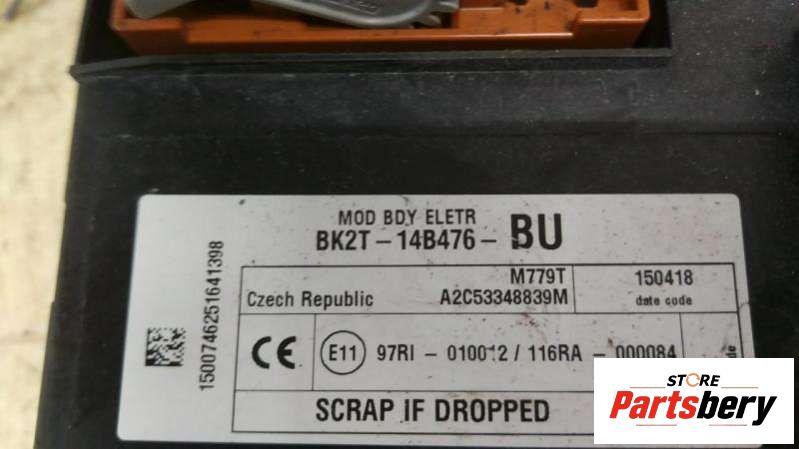 MOD BDY ELETR
BK2T-14B476-BU
M779T
150418
Czech Republic
A2C53348839M
date code
CE
E11 97RI - 010012 / 116RA - 000084
SCRAP IF DROPPED
1500746251641398
STORE
Partsbery